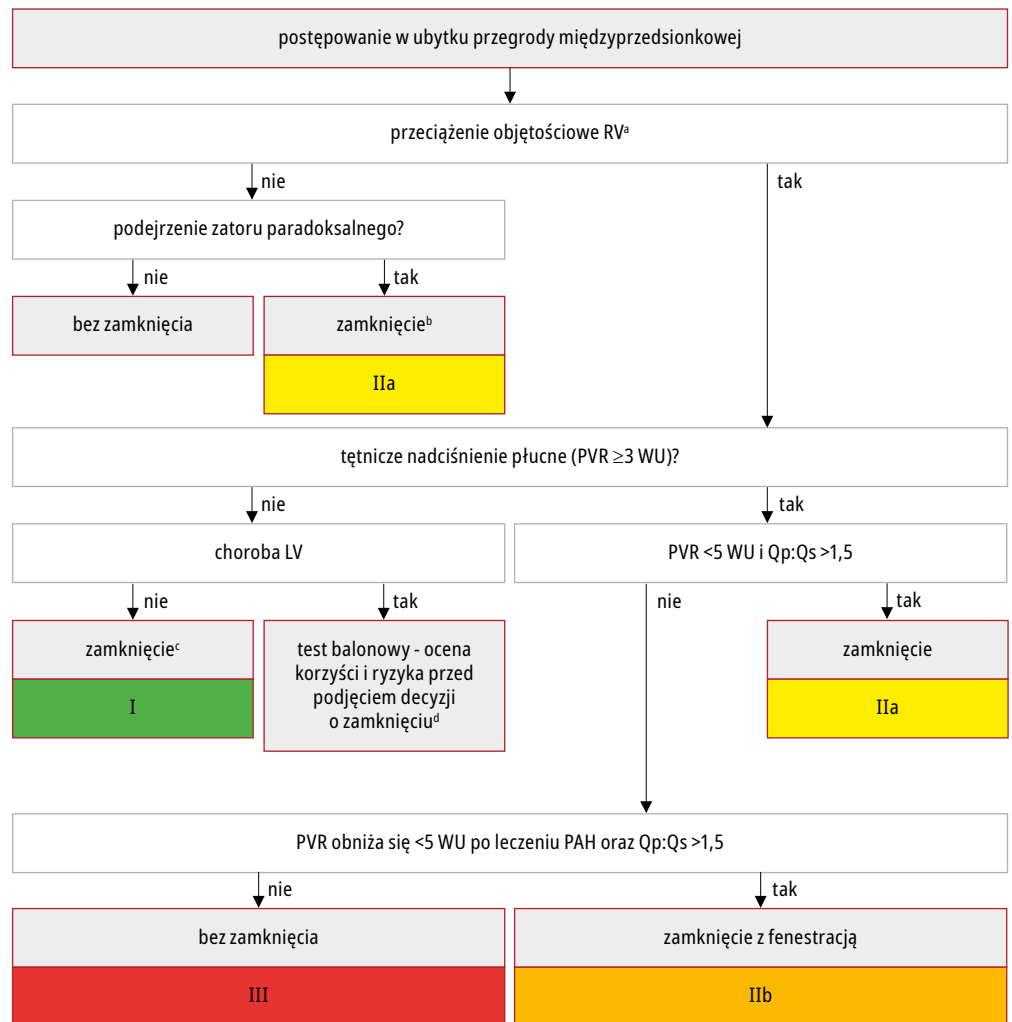 postępowanie w ubytku przegrody międzyprzedsionkowej
przeciążenie objętościowe RVᵃ
nie
tak
podejrzenie zatoru paradoksalnego?
nie
tak
bez zamknięcia
zamknięcieᵇ
IIa
tętnicze nadciśnienie płucne (PVR ≥3 WU)?
nie
tak
choroba LV
PVR <5 WU i Qp:Qs >1,5
nie
tak
nie
tak
zamknięcieᶜ
I
test balonowy - ocena
korzyści i ryzyka przed
podjęciem decyzji
o zamknięciuᵈ
zamknięcie
IIa
PVR obniża się <5 WU po leczeniu PAH oraz Qp:Qs >1,5
nie
tak
bez zamknięcia
zamknięcie z fenestracją
III
IIb